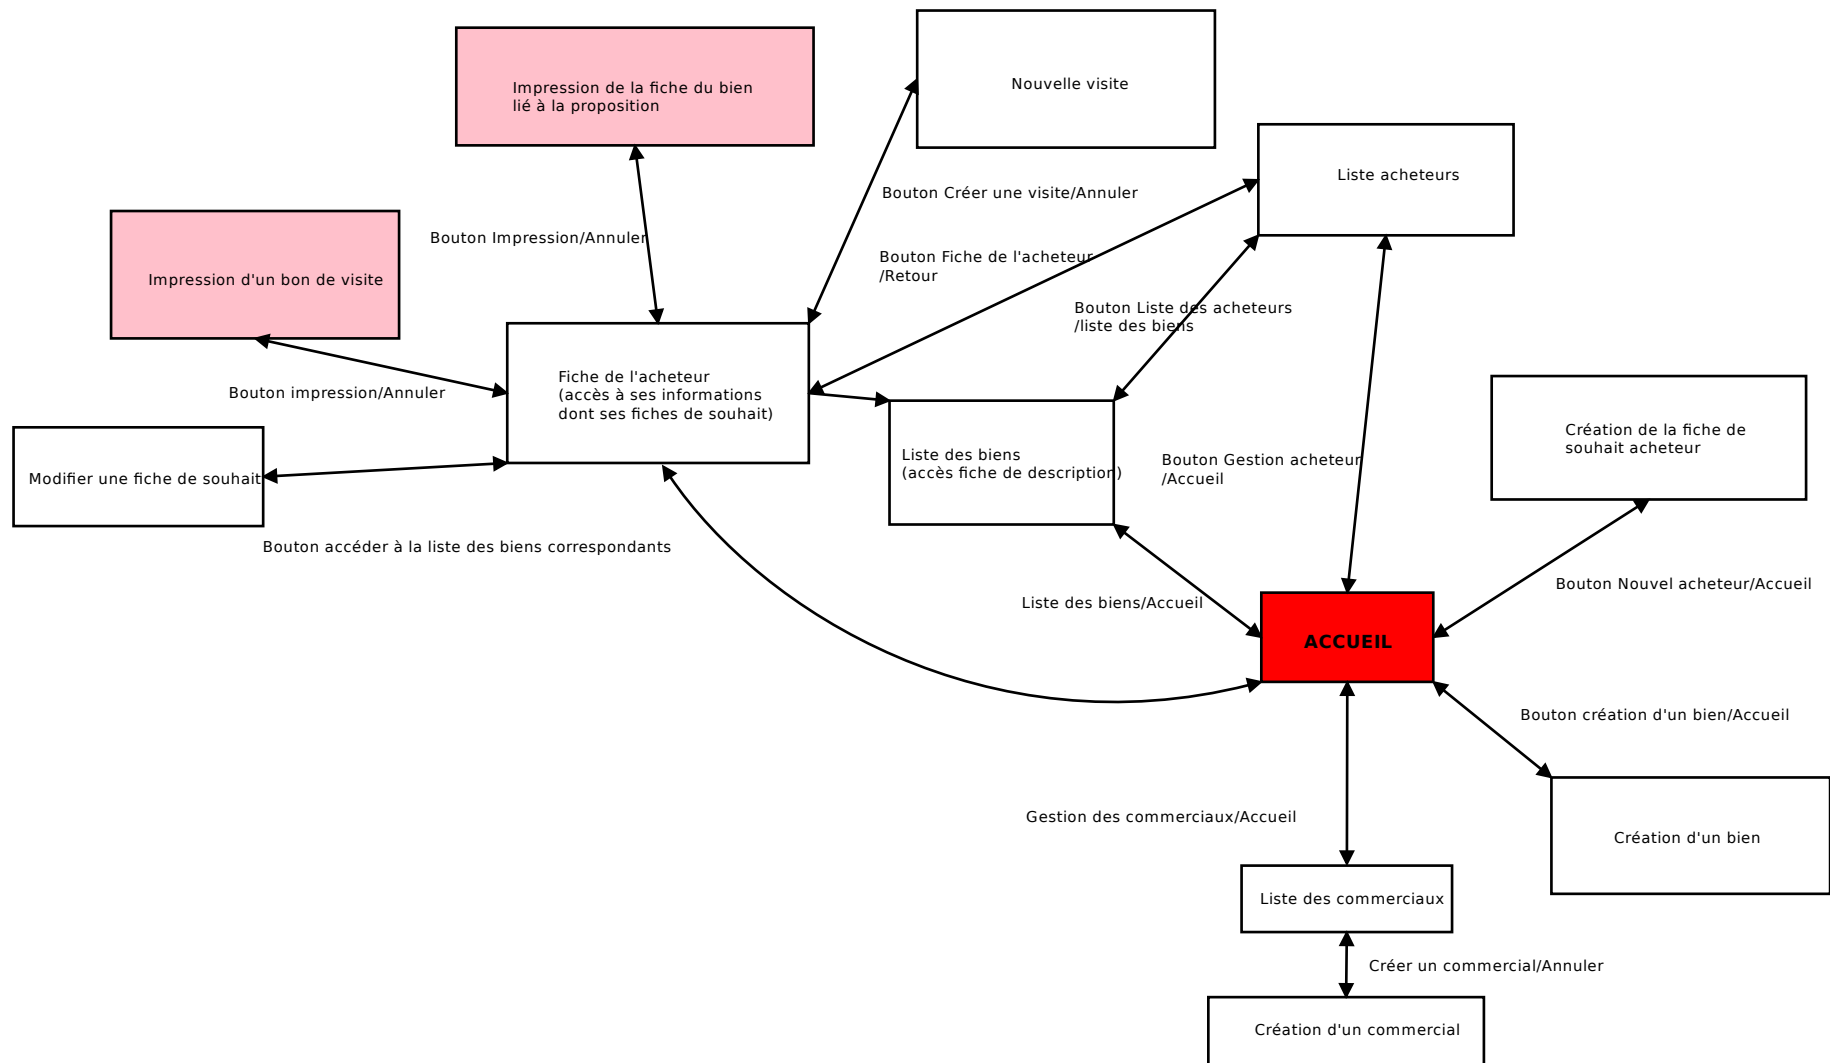 Nouvelle visite
Impression de la fiche du bien
lié à la proposition
Liste acheteurs
Bouton Créer une visite/Annuler
Bouton Impression/Annuler
Bouton Fiche de l'acheteur
/Retour
Impression d'un bon de visite
Bouton Liste des acheteurs
/liste des biens
Fiche de l'acheteur
(accès à ses informations
dont ses fiches de souhait)
Bouton impression/Annuler
Création de la fiche de
souhait acheteur
Liste des biens
(accès fiche de description)
Bouton Gestion acheteur
/Accueil
Modifier une fiche de souhait
Bouton accéder à la liste des biens correspondants
Bouton Nouvel acheteur/Accueil
Liste des biens/Accueil
ACCUEIL
Bouton création d'un bien/Accueil
Gestion des commerciaux/Accueil
Création d'un bien
Liste des commerciaux
Créer un commercial/Annuler
Création d'un commercial